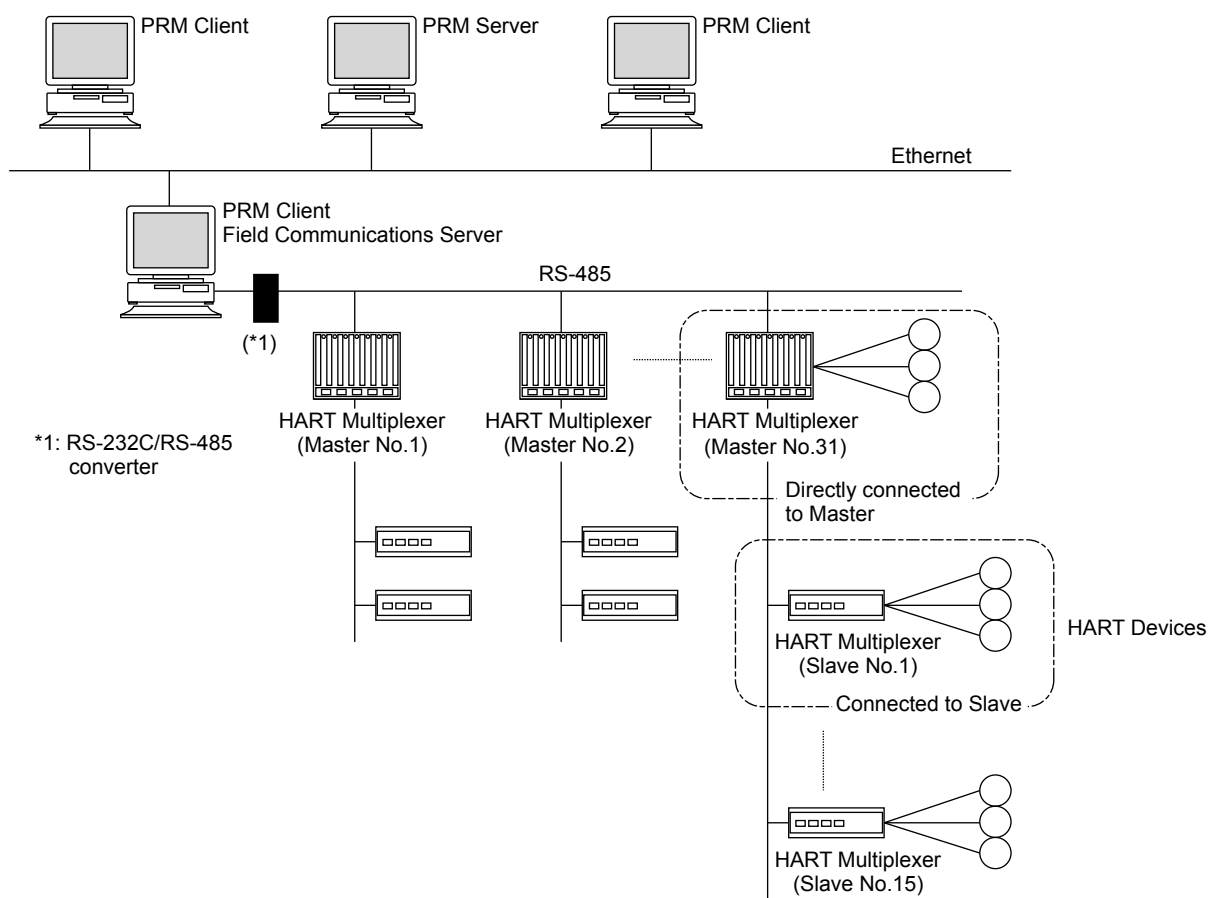 PRM Client
PRM Server
PRM Client
Ethernet
PRM Client
Field Communications Server
RS-485
(*1)
HART Multiplexer
(Master No.1)
HART Multiplexer
(Master No.2)
HART Multiplexer
(Master No.31)
*1: RS-232C/RS-485
converter
Directly connected
to Master
HART Multiplexer
(Slave No.1)
HART Devices
Connected to Slave
HART Multiplexer
(Slave No.15)